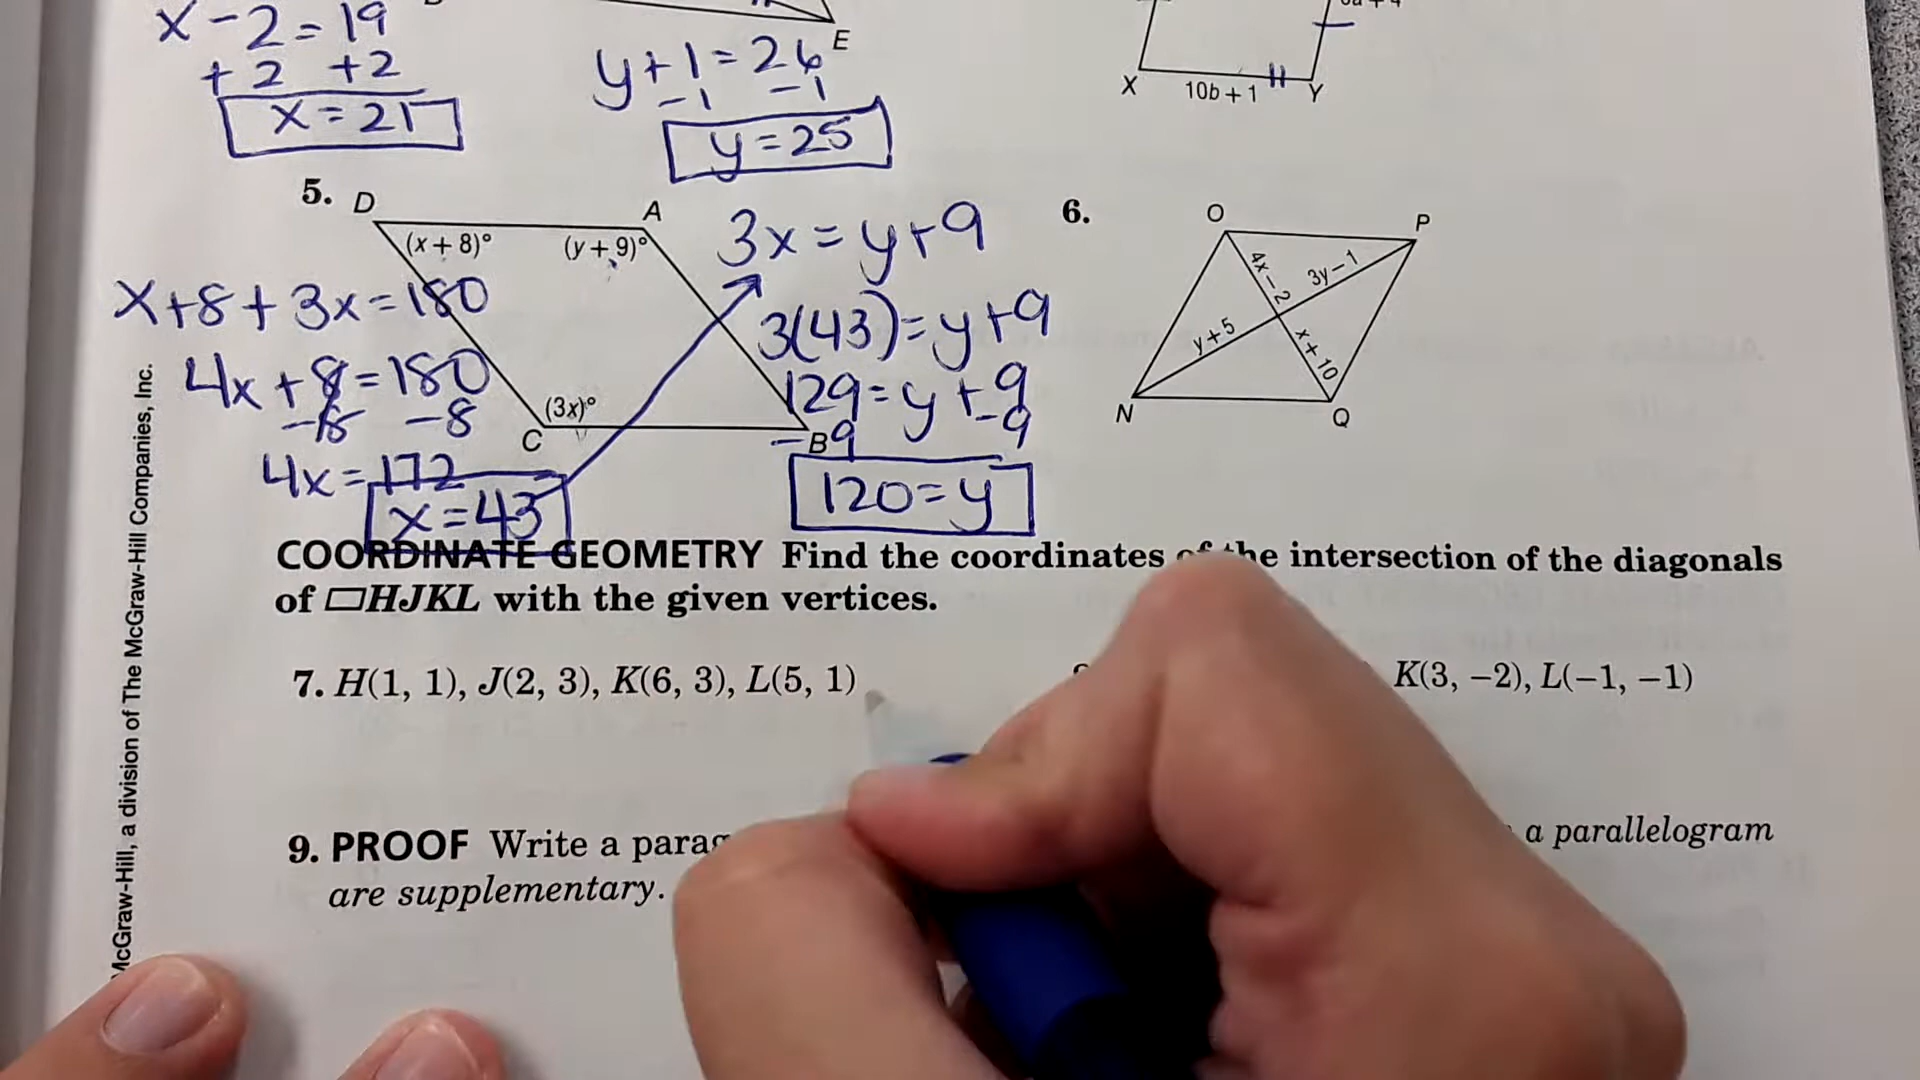 x-2=19
+2 +2
x=21
E
y+1=26
-1 -1
y=25
X
10b + 1
Y
5.
D
A
(x + 8)°
(y + 9)°
(3x)°
C
B
x+8+3x=180
4x+8=180
-8 -8
4x=172
x=43
3x=y+9
3(43)=y+9
129=y+9
-9 -9
120=y
6.
O
P
4x - 2
3y - 1
y + 5
x + 10
N
Q
COORDINATE GEOMETRY Find the coordinates of the intersection of the diagonals
of ▱HJKL with the given vertices.
7. H(1, 1), J(2, 3), K(6, 3), L(5, 1)
K(3, −2), L(−1, −1)
9. PROOF Write a a parallelogram
are supplementary.
McGraw-Hill, a division of The McGraw-Hill Companies, Inc.